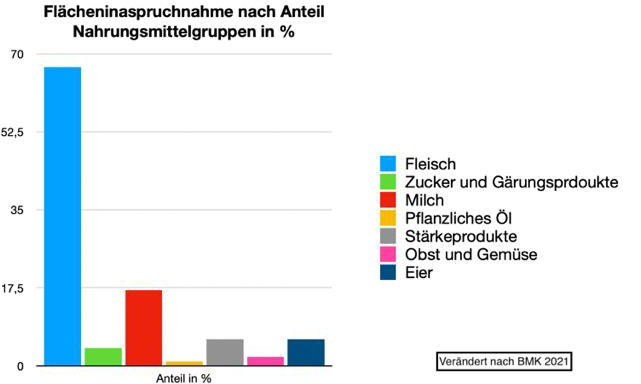 Flächeninaspruchnahme nach Anteil
Nahrungsmittelgruppen in %
70
52,5
35
17,5
0
Anteil in %
Fleisch
Zucker und Gärungsprdoukte
Milch
Pflanzliches Öl
Stärkeprodukte
Obst und Gemüse
Eier
Verändert nach BMK 2021